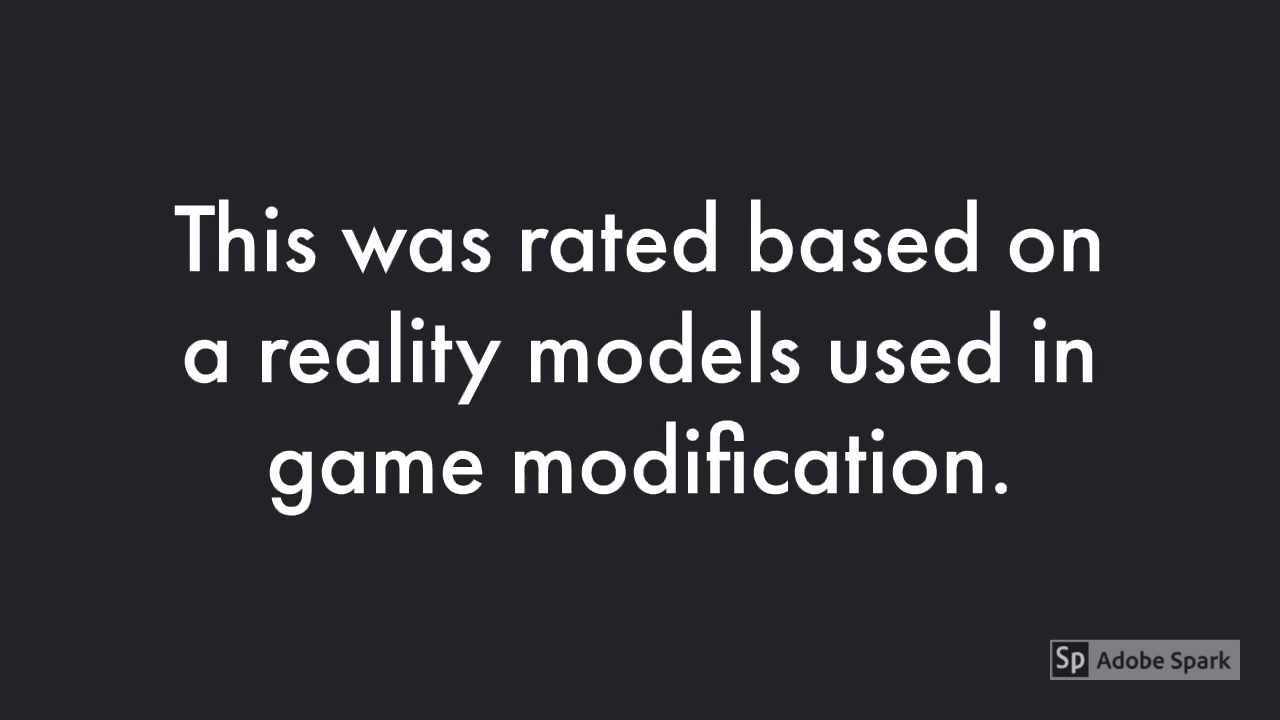 This was rated based on
a reality models used in
game modification.
Sp Adobe Spark